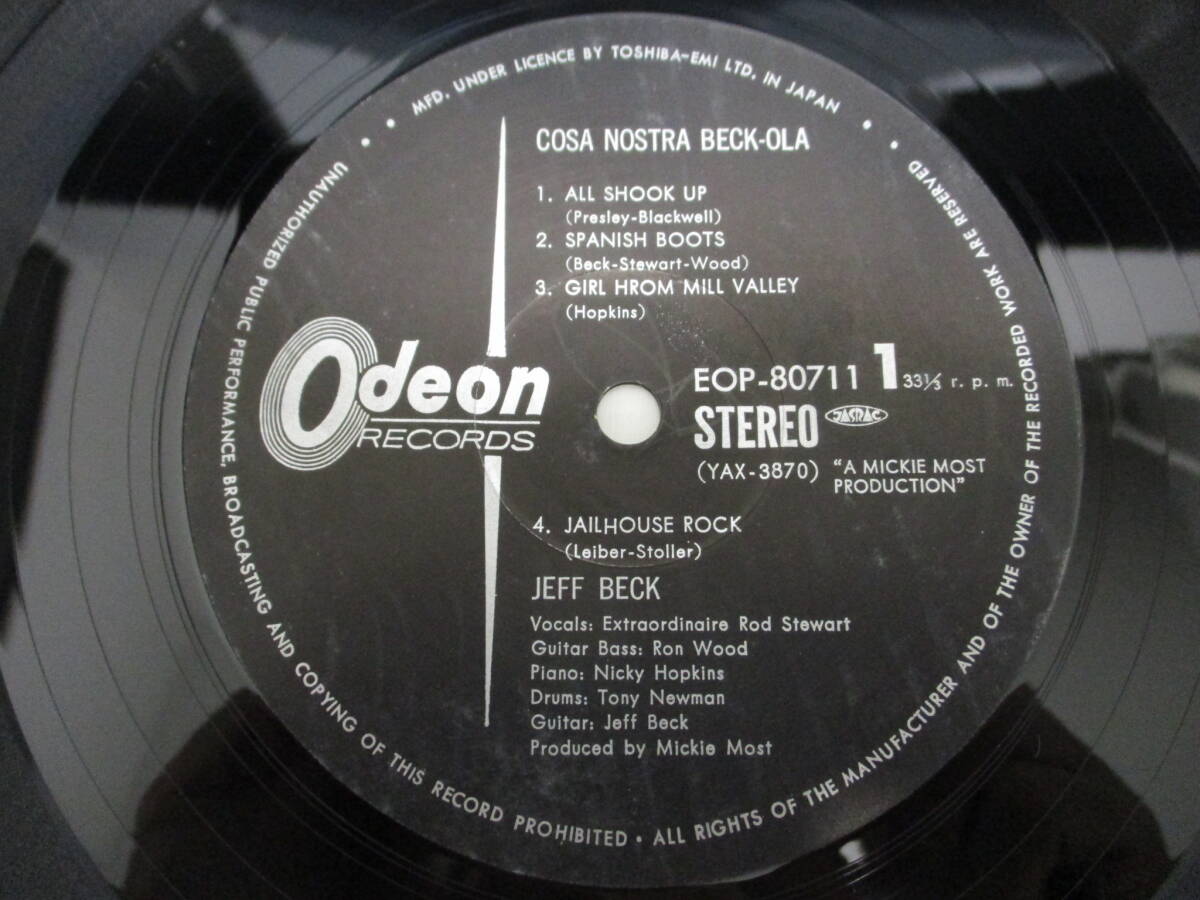 MFD. UNDER LICENCE BY TOSHIBA-EMI LTD. IN JAPAN
COSA NOSTRA BECK-OLA
1. ALL SHOOK UP
(Presley-Blackwell)
2. SPANISH BOOTS
(Beck-Stewart-Wood)
3. GIRL HROM MILL VALLEY
(Hopkins)
Odeon
RECORDS
EOP-80711 1 33⅓ r. p. m.
STEREO JASRAC
(YAX-3870) "A MICKIE MOST
PRODUCTION"
4. JAILHOUSE ROCK
(Leiber-Stoller)
JEFF BECK
Vocals: Extraordinaire Rod Stewart
Guitar Bass: Ron Wood
Piano: Nicky Hopkins
Drums: Tony Newman
Guitar: Jeff Beck
Produced by Mickie Most
UNAUTHORIZED PUBLIC PERFORMANCE, BROADCASTING AND COPYING OF THIS RECORD PROHIBITED • ALL RIGHTS OF THE MANUFACTURER AND OF THE OWNER OF THE RECORDED WORK ARE RESERVED